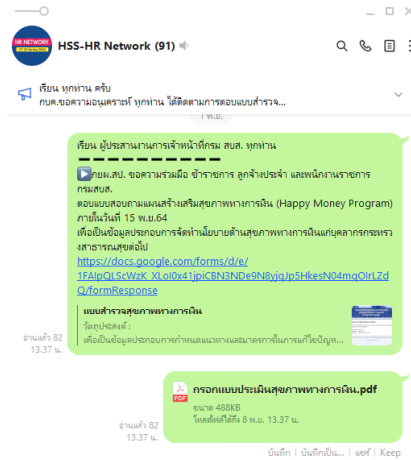 HR NETWORK
HSS-HR Network (91)
เรียน ทุกท่าน ครับ
กบค.ขอความอนุเคราะห์ ทุกท่าน ได้ติดตามการตอบแบบสำรวจ...
1 พ.ย.
เรียน ผู้ประสานงานการเจ้าหน้าที่กรม สบส. ทุกท่าน
กยผ.สป. ขอความร่วมมือ ข้าราชการ ลูกจ้างประจำ และพนักงานราชการ
กรมสบส.
ตอบแบบสอบถามแผนสร้างเสริมสุขภาพทางการเงิน (Happy Money Program)
ภายในวันที่ 15 พ.ย.64
เพื่อเป็นข้อมูลประกอบการจัดทำนโยบายด้านสุขภาพทางการเงินแก่บุคลากรกระทรว
งสาธารณสุขต่อไป
https://docs.google.com/forms/d/e/
1FAIpQLScWzK_XLoI0x41jpiCBN3NDe9N8yjqJp5HkesN04mqOIrLZd
Q/formResponse
แบบสำรวจสุขภาพทางการเงิน
วัตถุประสงค์ :
เพื่อเป็นข้อมูลประกอบการกำหนดแนวทางและมาตรการในการแก้ไขปัญห...
อ่านแล้ว 82
13.37 น.
PDF
กรอกแบบประเมินสุขภาพทางการเงิน.pdf
ขนาด 488KB
โหลดไฟล์ได้ถึง 8 พ.ย. 13.37 น.
อ่านแล้ว 82
13.37 น.
บันทึก | บันทึกเป็น... | แชร์ | Keep